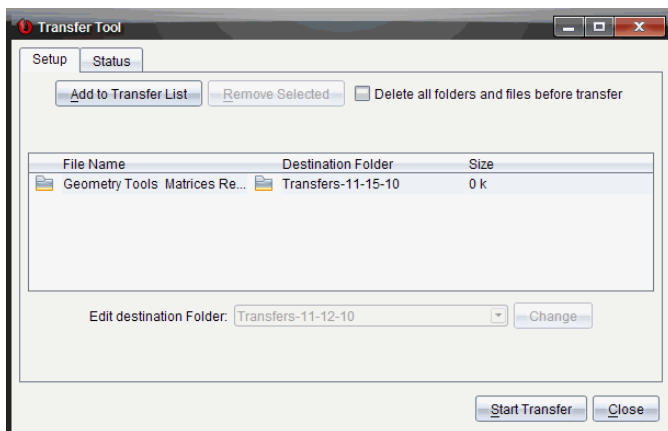 Transfer Tool
Setup Status
Add to Transfer List Remove Selected Delete all folders and files before transfer
File Name Destination Folder Size
Geometry Tools Matrices Re... Transfers-11-15-10 0 k
Edit destination Folder: Transfers-11-12-10 Change
Start Transfer Close